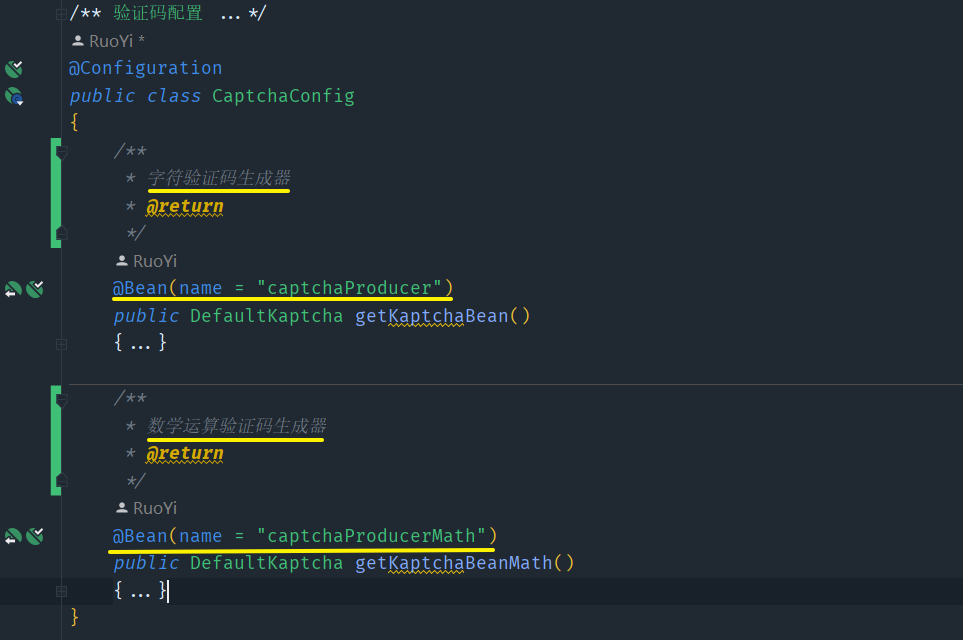 /** 验证码配置 ...*/
RuoYi *
@Configuration
public class CaptchaConfig
{
/**
* 字符验证码生成器
* @return
*/
RuoYi
@Bean(name = "captchaProducer")
public DefaultKaptcha getKaptchaBean()
{...}
/**
* 数学运算验证码生成器
* @return
*/
RuoYi
@Bean(name = "captchaProducerMath")
public DefaultKaptcha getKaptchaBeanMath()
{...}
}